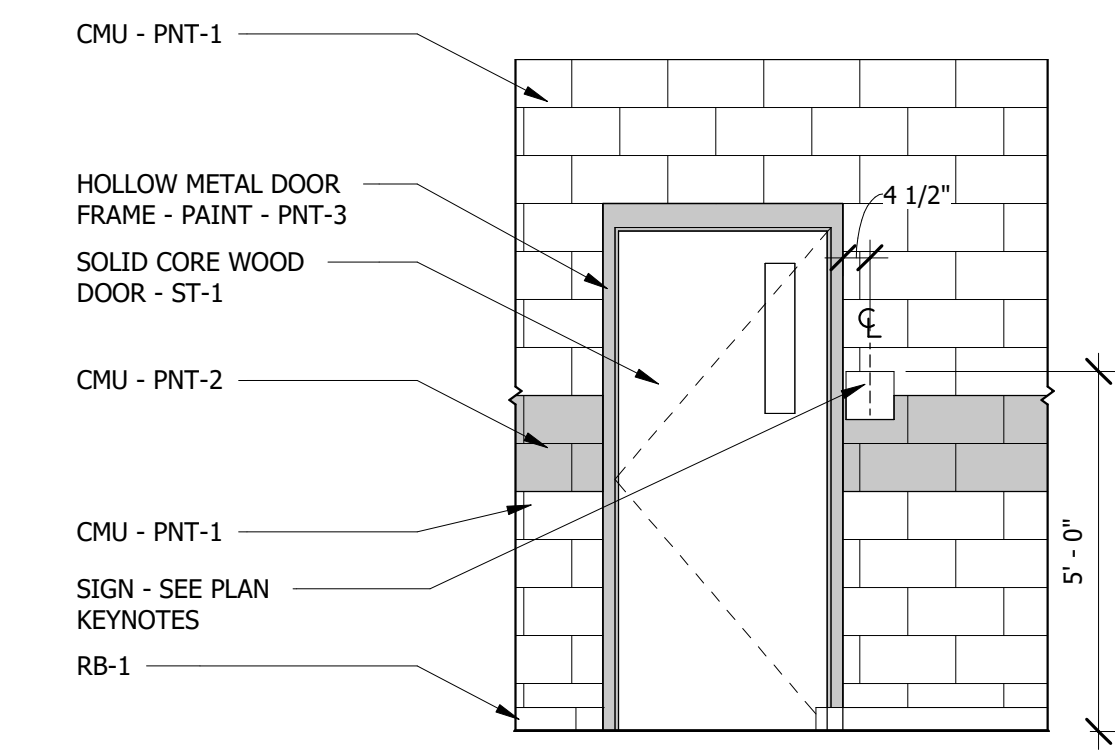 CMU - PNT-1
HOLLOW METAL DOOR
FRAME - PAINT - PNT-3
SOLID CORE WOOD
DOOR - ST-1
CMU - PNT-2
CMU - PNT-1
SIGN - SEE PLAN
KEYNOTES
RB-1
4 1/2"
℄
5' - 0"